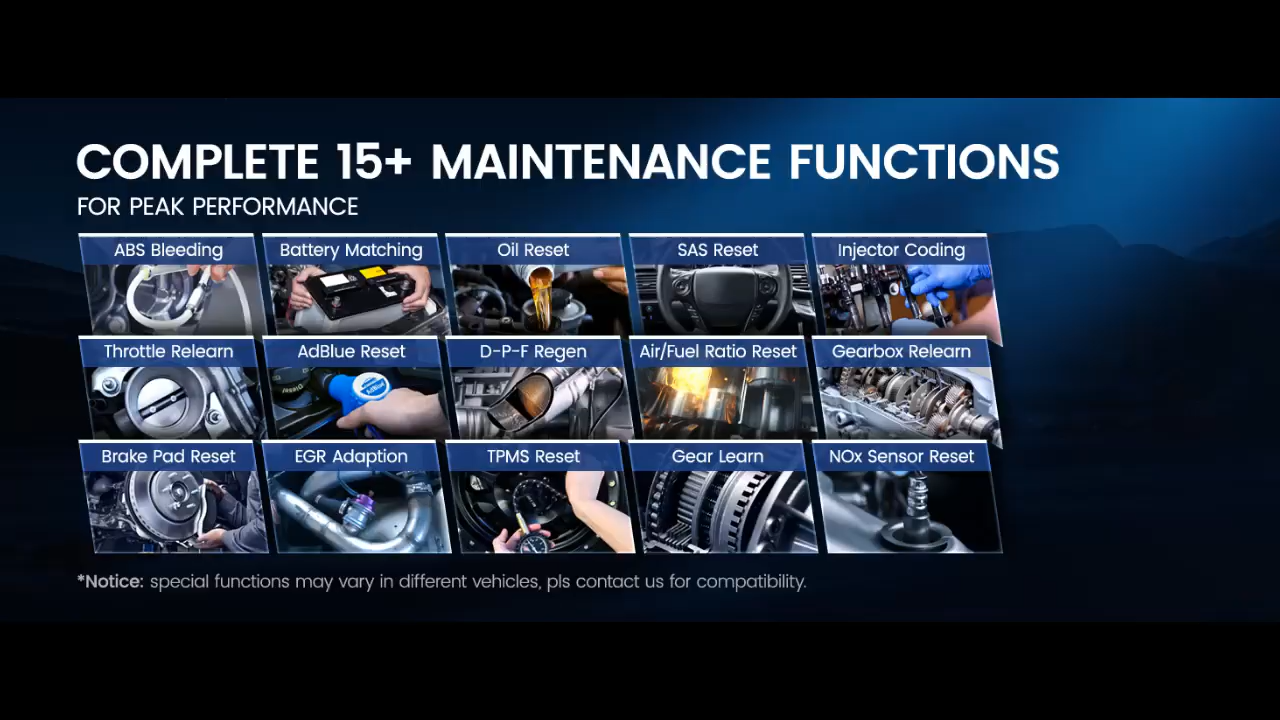 COMPLETE 15+ MAINTENANCE FUNCTIONS
FOR PEAK PERFORMANCE
ABS Bleeding
Battery Matching
Oil Reset
SAS Reset
Injector Coding
Throttle Relearn
AdBlue Reset
D-P-F Regen
Air/Fuel Ratio Reset
Gearbox Relearn
Diesel
AdBlue
Brake Pad Reset
EGR Adaption
TPMS Reset
Gear Learn
NOx Sensor Reset
*Notice: special functions may vary in different vehicles, pls contact us for compatibility.